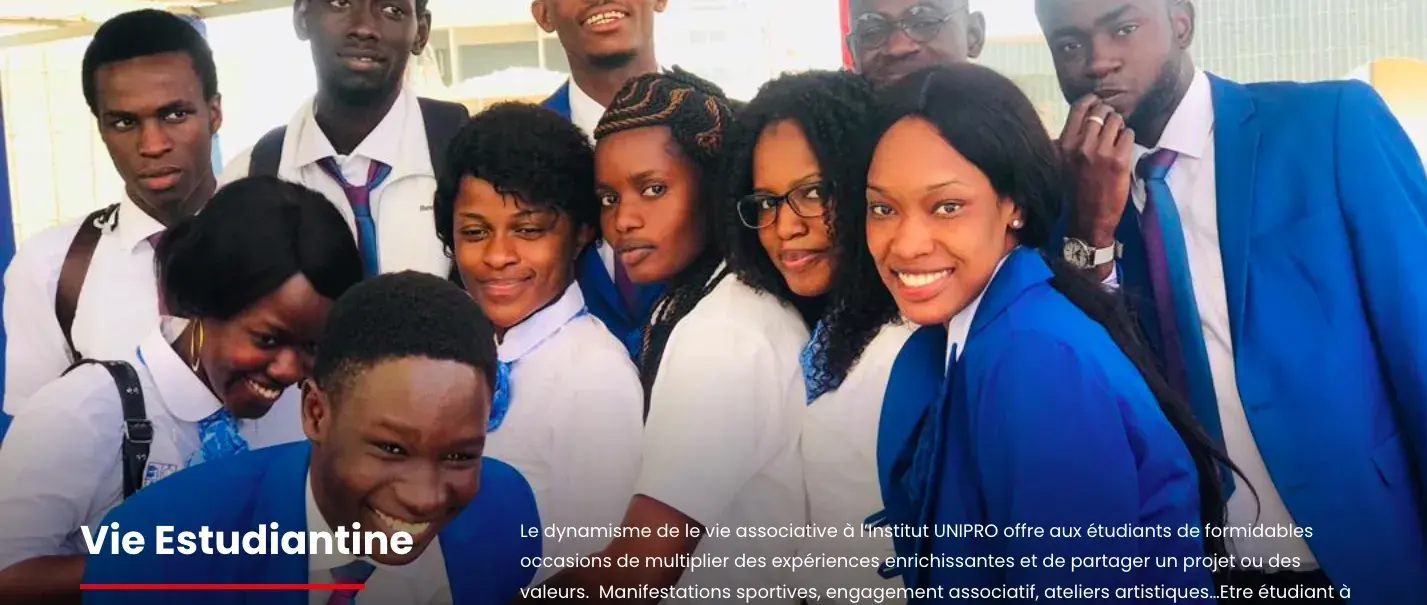 Vie Estudiantine
Le dynamisme de le vie associative à l'Institut UNIPRO offre aux étudiants de formidables
occasions de multiplier des expériences enrichissantes et de partager un projet ou des
valeurs. Manifestations sportives, engagement associatif, ateliers artistiques...Etre étudiant à